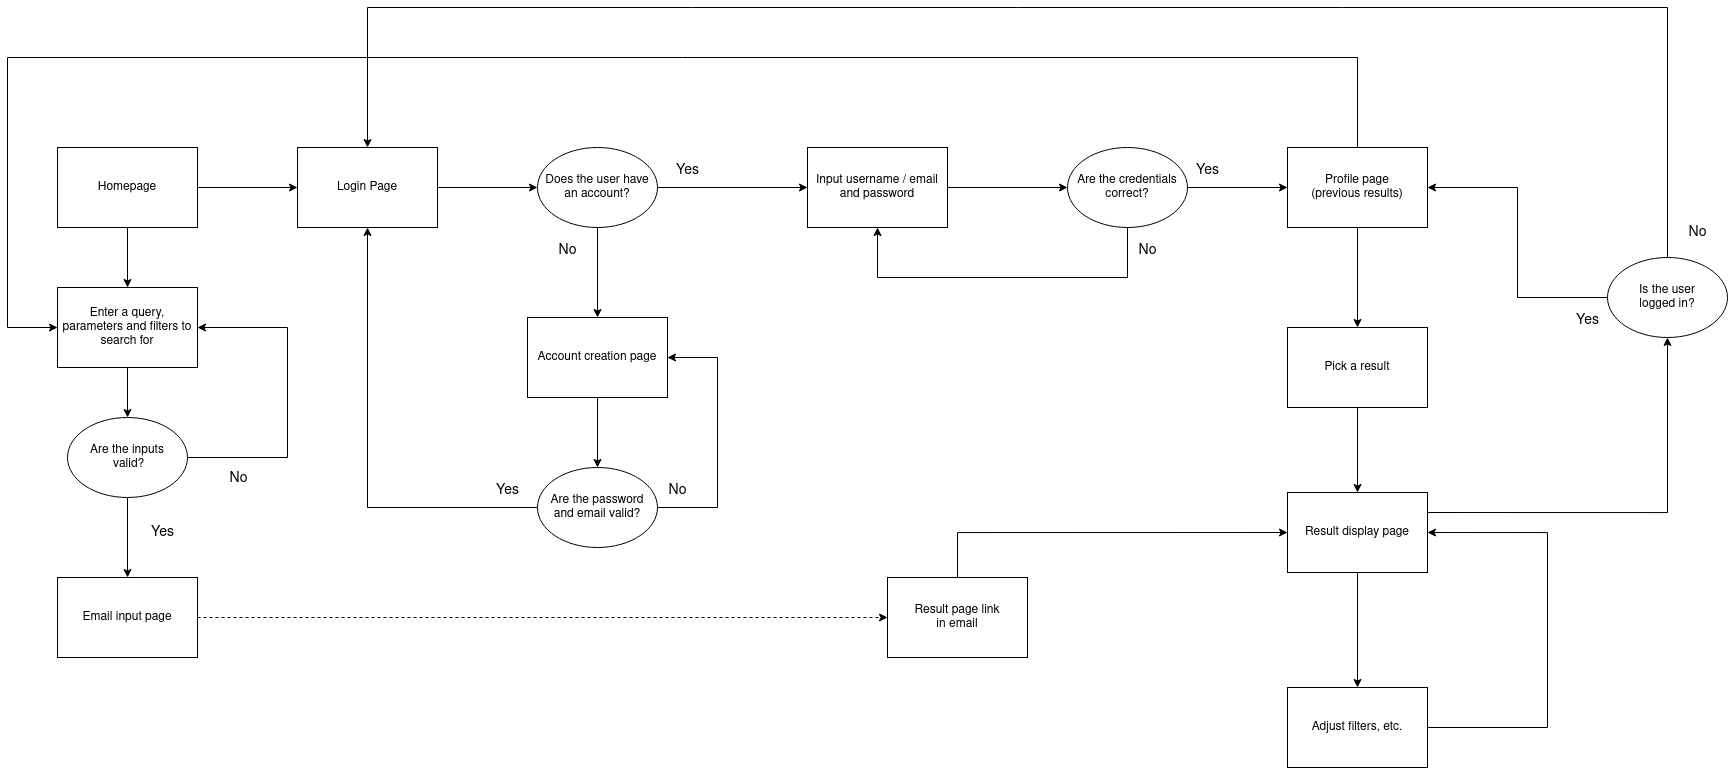 Homepage
Login Page
Does the user have
an account?
Yes
Input username / email
and password
Are the credentials
correct?
Yes
Profile page
(previous results)
No
No
No
Is the user
logged in?
Yes
Enter a query,
parameters and filters to
search for
Account creation page
Pick a result
Are the inputs
valid?
No
Yes
Are the password
and email valid?
No
Yes
Result display page
Email input page
Result page link
in email
Adjust filters, etc.